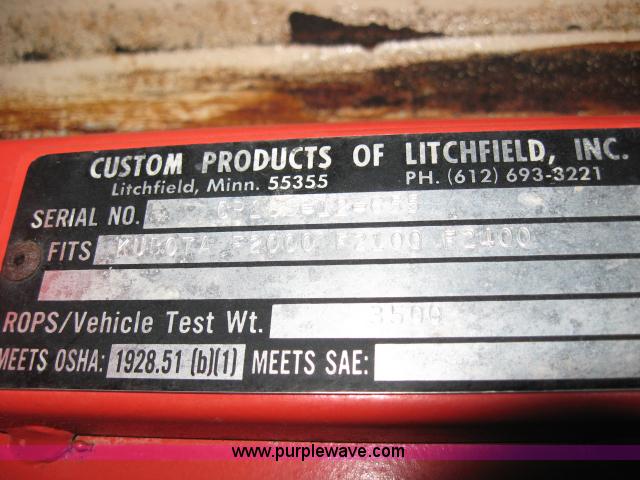 CUSTOM PRODUCTS OF LITCHFIELD, INC.
Litchfield, Minn. 55355 PH. (612) 693-3221
SERIAL NO.
FITS KUBOTA F2000 F2400
ROPS/Vehicle Test Wt. 3500
MEETS OSHA: 1928.51 (b)(1) MEETS SAE:
www.purplewave.com